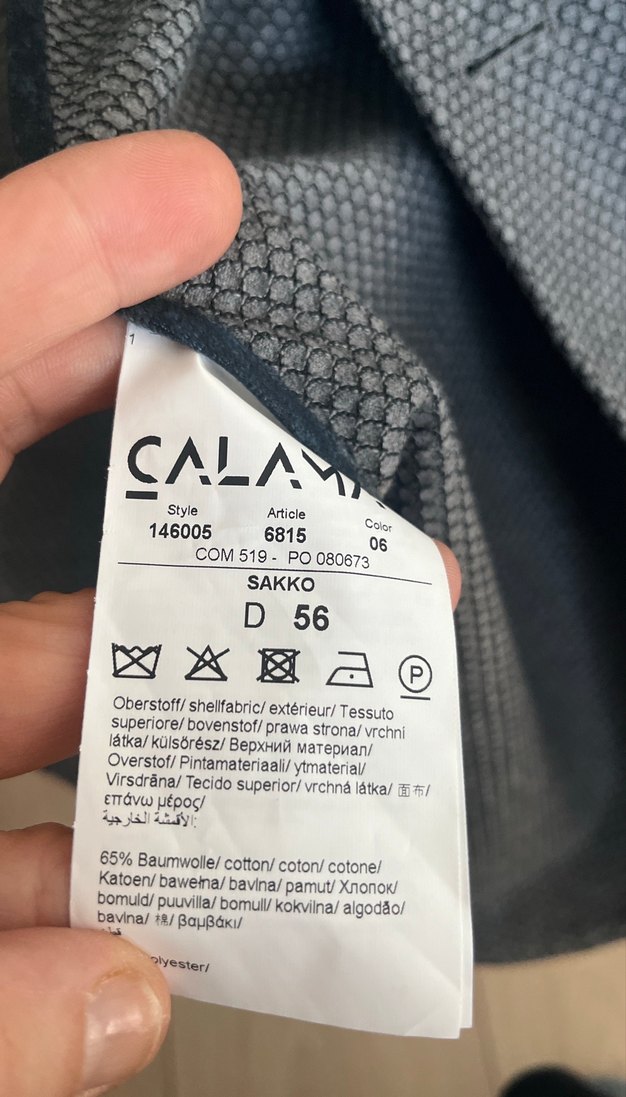 1
CALAMA
Style Article Color
146005 6815 06
COM 519 - PO 080673
SAKKO
D 56
P
Oberstoff/ shellfabric/ extérieur/ Tessuto
superiore/ bovenstof/ prawa strona/ vrchní
látka/ külsőrész/ Верхний материал/
Overstof/ Pintamateriaali/ ytmaterial/
Virsdrāna/ Tecido superior/ vrchná látka/ 面布/
επάνω μέρος/
الأقمشة الخارجية:
65% Baumwolle/ cotton/ coton/ cotone/
Katoen/ bawełna/ bavlna/ pamut/ Хлопок/
bomuld/ puuvilla/ bomull/ kokvilna/ algodão/
bavlna/ 棉/ βαμβάκι/
olyester/